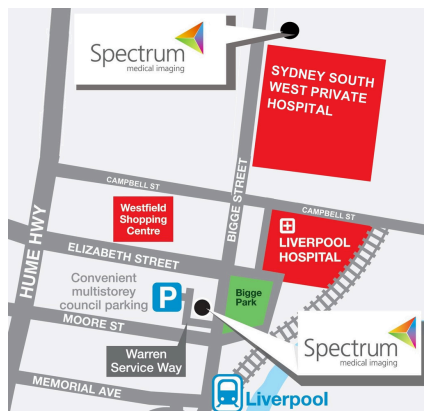 Spectrum
medical imaging
SYDNEY SOUTH
WEST PRIVATE
HOSPITAL
BIGGE STREET
CAMPBELL ST
CAMPBELL ST
HUME HWY
Westfield
Shopping
Centre
LIVERPOOL
HOSPITAL
ELIZABETH STREET
Convenient
multistorey
council parking
P
Bigge
Park
MOORE ST
Warren
Service Way
Spectrum
medical imaging
MEMORIAL AVE
Liverpool